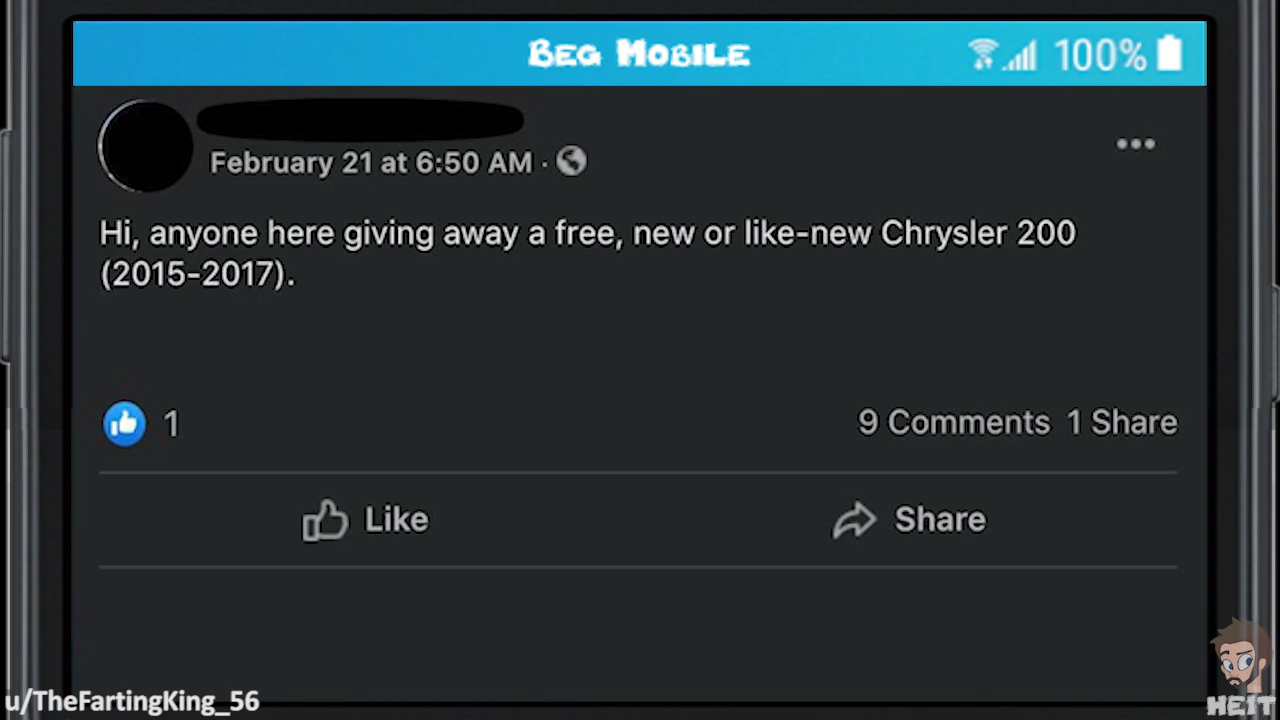 Beg Mobile
100%
February 21 at 6:50 AM ·
Hi, anyone here giving away a free, new or like-new Chrysler 200
(2015-2017).
1
9 Comments 1 Share
Like
Share
u/TheFartingKing_56
HEIT